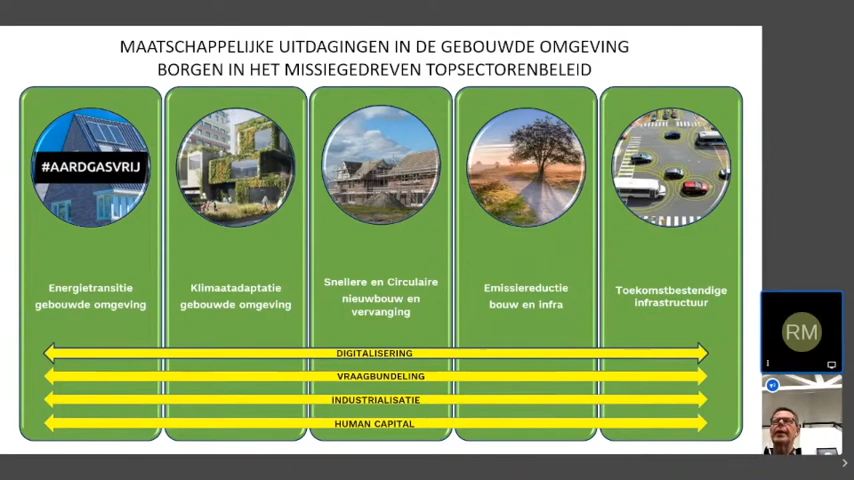 MAATSCHAPPELIJKE UITDAGINGEN IN DE GEBOUWDE OMGEVING
BORGEN IN HET MISSIEGEDREVEN TOPSECTORENBELEID
#AARDGASVRIJ
Energietransitie
gebouwde omgeving
Klimaatadaptatie
gebouwde omgeving
Snellere en Circulaire
nieuwbouw en
vervanging
Emissiereductie
bouw en infra
Toekomstbestendige
infrastructuur
DIGITALISERING
VRAAGBUNDELING
INDUSTRIALISATIE
HUMAN CAPITAL
RM